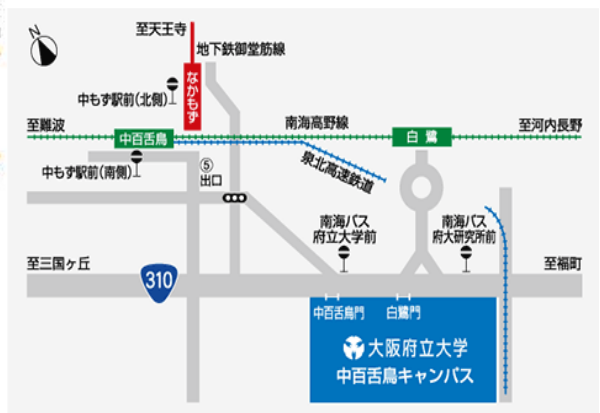 N
至天王寺
地下鉄御堂筋線
なかもず
中もず駅前(北側)
至難波
中百舌鳥
南海高野線
白鷺
至河内長野
泉北高速鉄道
中もず駅前(南側)
⑤
出口
南海バス
府立大学前
南海バス
府大研究所前
至三国ヶ丘
310
至福町
中百舌鳥門
白鷺門
大阪府立大学
中百舌鳥キャンパス